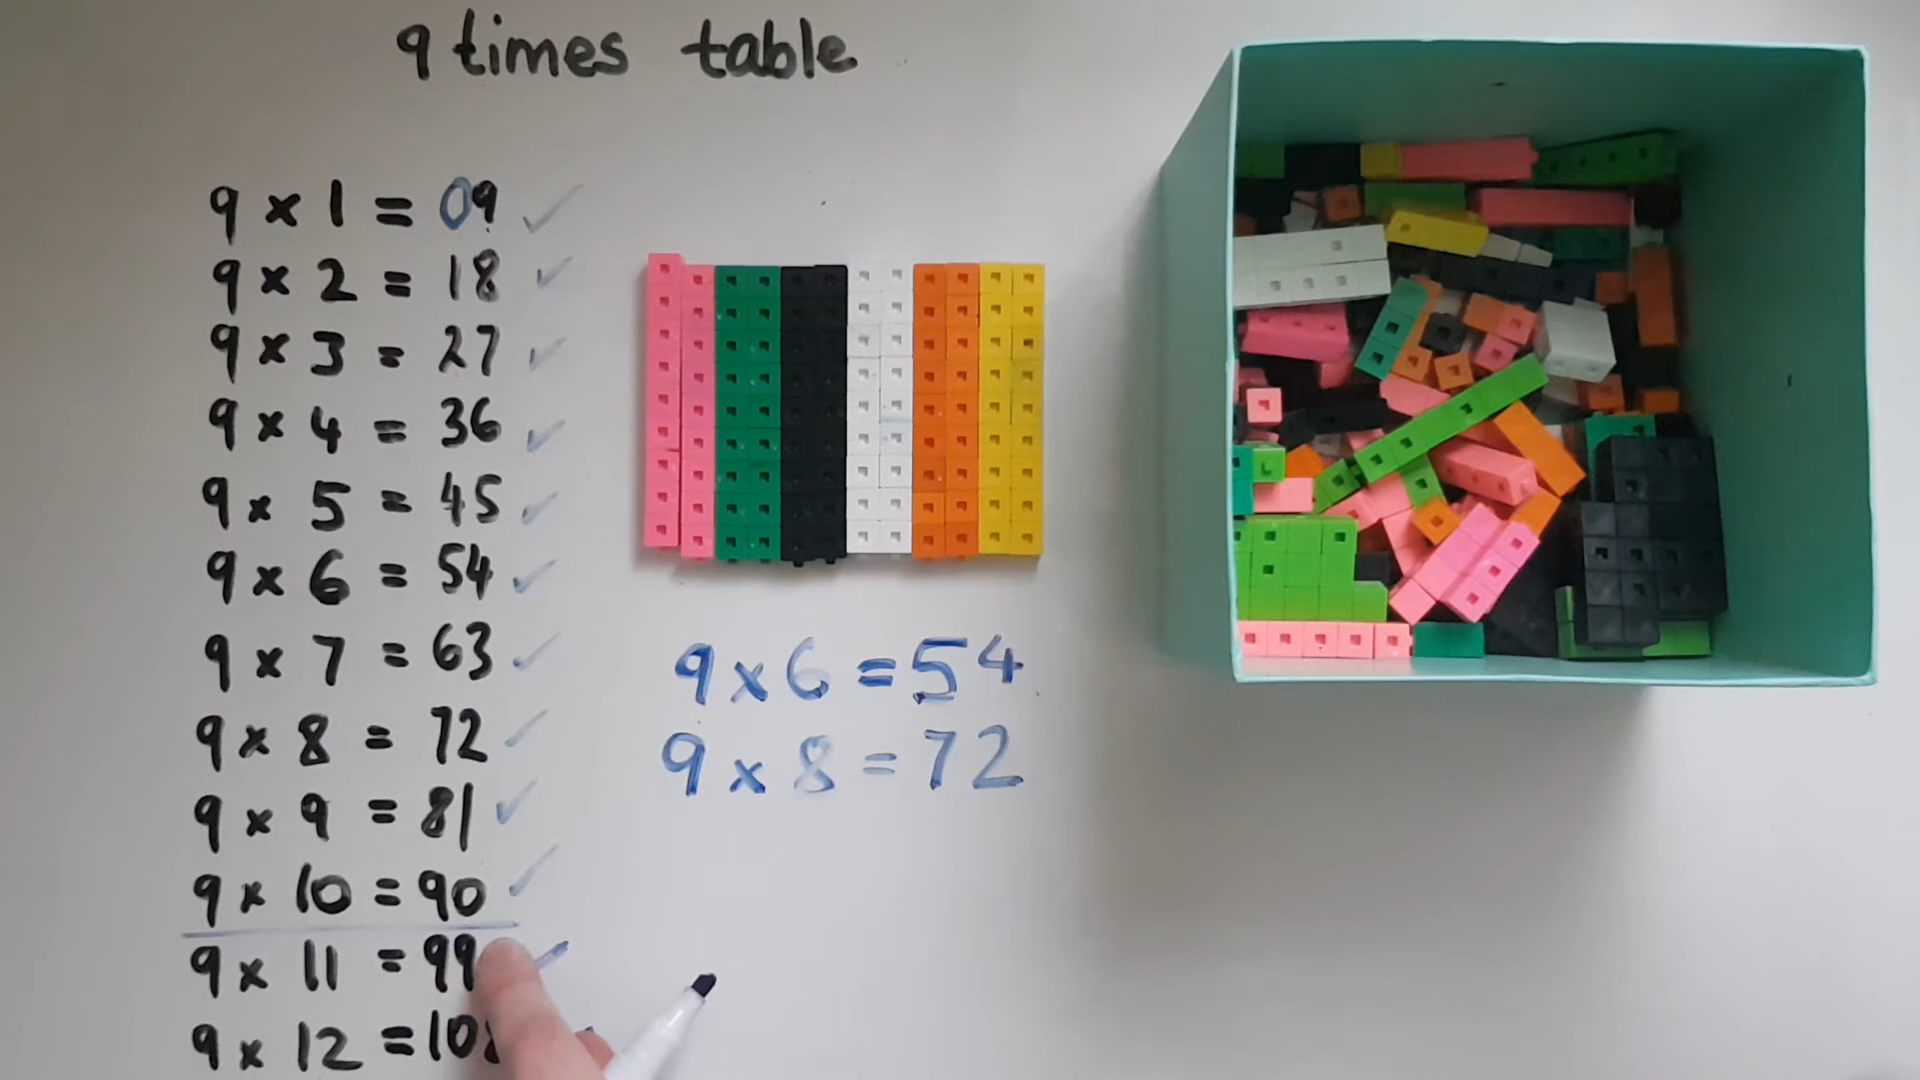 9 times table
9 × 1 = 09
9 × 2 = 18
9 × 3 = 27
9 × 4 = 36
9 × 5 = 45
9 × 6 = 54
9 × 7 = 63
9 × 8 = 72
9 × 9 = 81
9 × 10 = 90
9 × 11 = 99
9 × 12 = 108
9 × 6 = 54
9 × 8 = 72